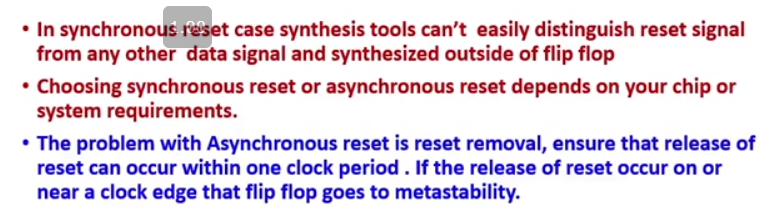 • In synchronous reset case synthesis tools can't easily distinguish reset signal
from any other data signal and synthesized outside of flip flop
• Choosing synchronous reset or asynchronous reset depends on your chip or
system requirements.
• The problem with Asynchronous reset is reset removal, ensure that release of
reset can occur within one clock period . If the release of reset occur on or
near a clock edge that flip flop goes to metastability.